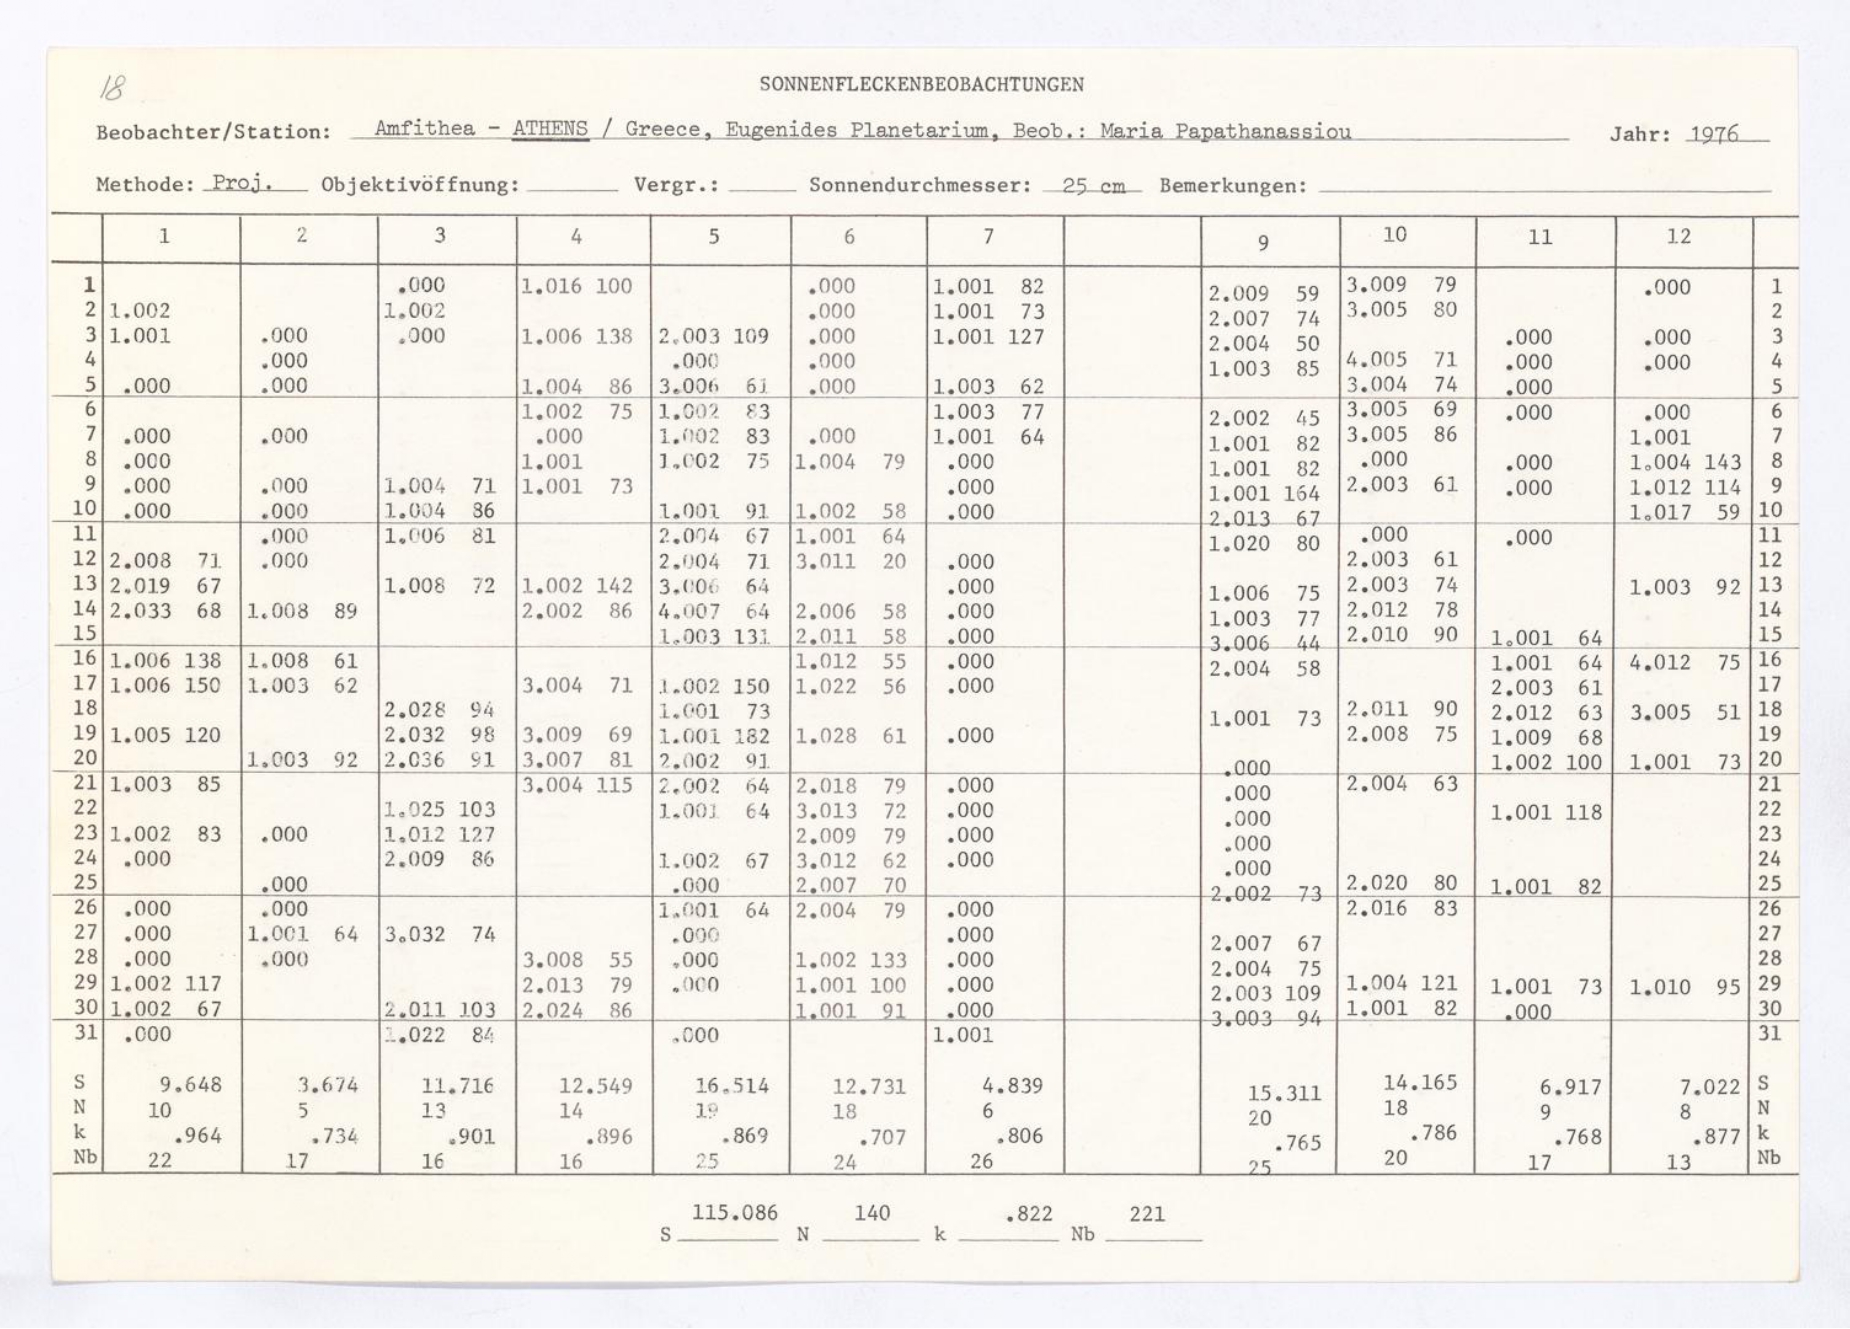 18
SONNENFLECKENBEOBACHTUNGEN
Beobachter/Station: Amfithea - ATHENS / Greece, Eugenides Planetarium, Beob.: Maria Papathanassiou Jahr: 1976
Methode: Proj. Objektivöffnung: Vergr.: Sonnendurchmesser: 25 cm Bemerkungen:
1 2 3 4 5 6 7 9 10 11 12
1 .000 1.016 100 .000 1.001 82 2.009 59 3.009 79 .000 1
2 1.002 1.002 .000 1.001 73 2.007 74 3.005 80 2
3 1.001 .000 .000 1.006 138 2.003 109 .000 1.001 127 2.004 50 .000 .000 3
4 .000 .000 .000 1.003 85 4.005 71 .000 .000 4
5 .000 .000 1.004 86 3.006 61 .000 1.003 62 3.004 74 .000 5
6 1.002 75 1.002 83 1.003 77 2.002 45 3.005 69 .000 .000 6
7 .000 .000 .000 1.002 83 .000 1.001 64 1.001 82 3.005 86 1.001 7
8 .000 1.001 1.002 75 1.004 79 .000 1.001 82 .000 .000 1.004 143 8
9 .000 .000 1.004 71 1.001 73 .000 1.001 164 2.003 61 .000 1.012 114 9
10 .000 .000 1.004 86 1.001 91 1.002 58 .000 2.013 67 1.017 59 10
11 .000 1.006 81 2.004 67 1.001 64 1.020 80 .000 .000 11
12 2.008 71 .000 2.004 71 3.011 20 .000 2.003 61 12
13 2.019 67 1.008 72 1.002 142 3.006 64 .000 1.006 75 2.003 74 1.003 92 13
14 2.033 68 1.008 89 2.002 86 4.007 64 2.006 58 .000 1.003 77 2.012 78 14
15 1.003 131 2.011 58 .000 3.006 44 2.010 90 1.001 64 15
16 1.006 138 1.008 61 1.012 55 .000 2.004 58 1.001 64 4.012 75 16
17 1.006 150 1.003 62 3.004 71 1.002 150 1.022 56 .000 2.003 61 17
18 2.028 94 1.001 73 1.001 73 2.011 90 2.012 63 3.005 51 18
19 1.005 120 2.032 98 3.009 69 1.001 182 1.028 61 .000 2.008 75 1.009 68 19
20 1.003 92 2.036 91 3.007 81 2.002 91 .000 1.002 100 1.001 73 20
21 1.003 85 3.004 115 2.002 64 2.018 79 .000 .000 2.004 63 21
22 1.025 103 1.001 64 3.013 72 .000 .000 1.001 118 22
23 1.002 83 .000 1.012 127 2.009 79 .000 .000 23
24 .000 2.009 86 1.002 67 3.012 62 .000 .000 24
25 .000 .000 2.007 70 2.002 73 2.020 80 1.001 82 25
26 .000 .000 1.001 64 2.004 79 .000 2.016 83 26
27 .000 1.001 64 3.032 74 .000 .000 2.007 67 27
28 .000 .000 3.008 55 .000 1.002 133 .000 2.004 75 28
29 1.002 117 2.013 79 .000 1.001 100 .000 2.003 109 1.004 121 1.001 73 1.010 95 29
30 1.002 67 2.011 103 2.024 86 1.001 91 .000 3.003 94 1.001 82 .000 30
31 .000 1.022 84 .000 1.001 31
S 9.648 3.674 11.716 12.549 16.514 12.731 4.839 15.311 14.165 6.917 7.022 S
N 10 5 13 14 19 18 6 20 18 9 8 N
k .964 .734 .901 .896 .869 .707 .806 .765 .786 .768 .877 k
Nb 22 17 16 16 25 24 26 25 20 17 13 Nb
S 115.086 N 140 k .822 Nb 221